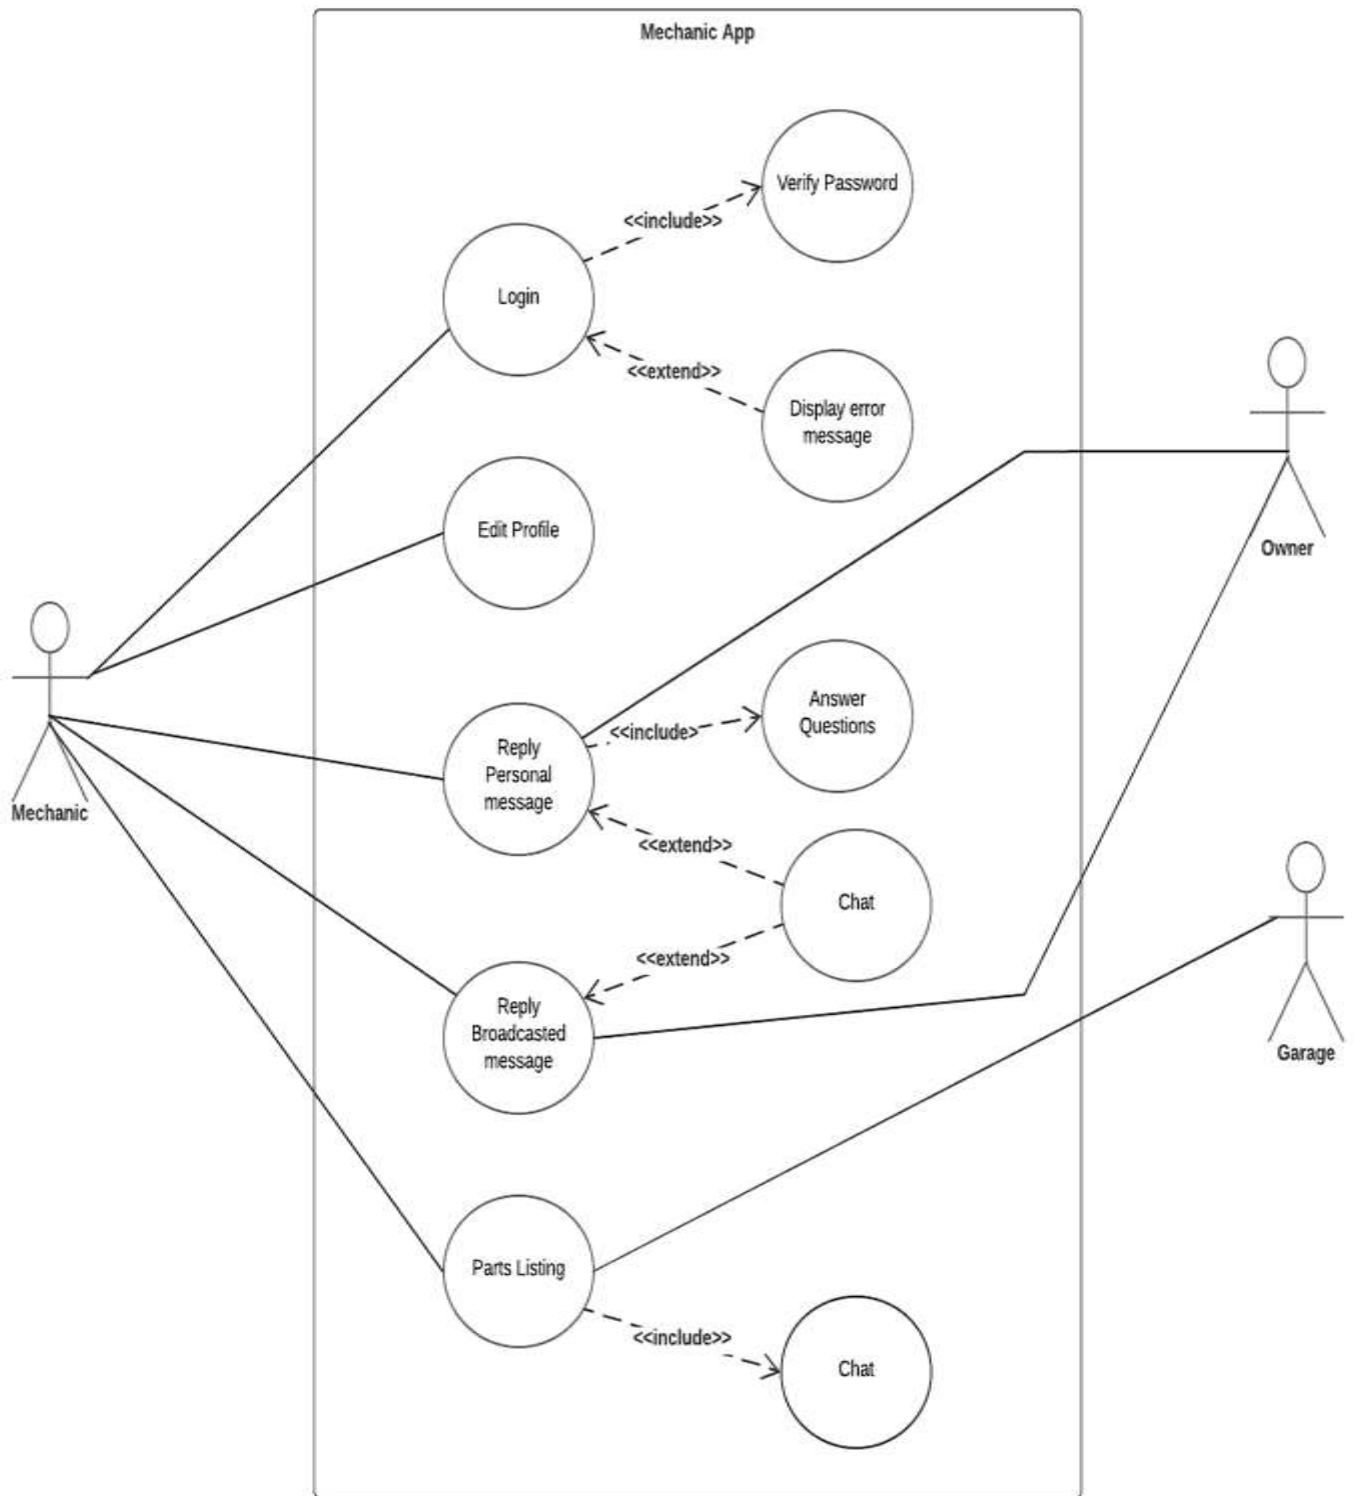 Mechanic App
Verify Password
<<include>>
Login
<<extend>>
Display error
message
Edit Profile
Owner
Answer
Questions
<<include>
Reply
Personal
message
Mechanic
<<extend>>
Chat
<<extend>>
Reply
Broadcasted
message
Garage
Parts Listing
<<include>>
Chat